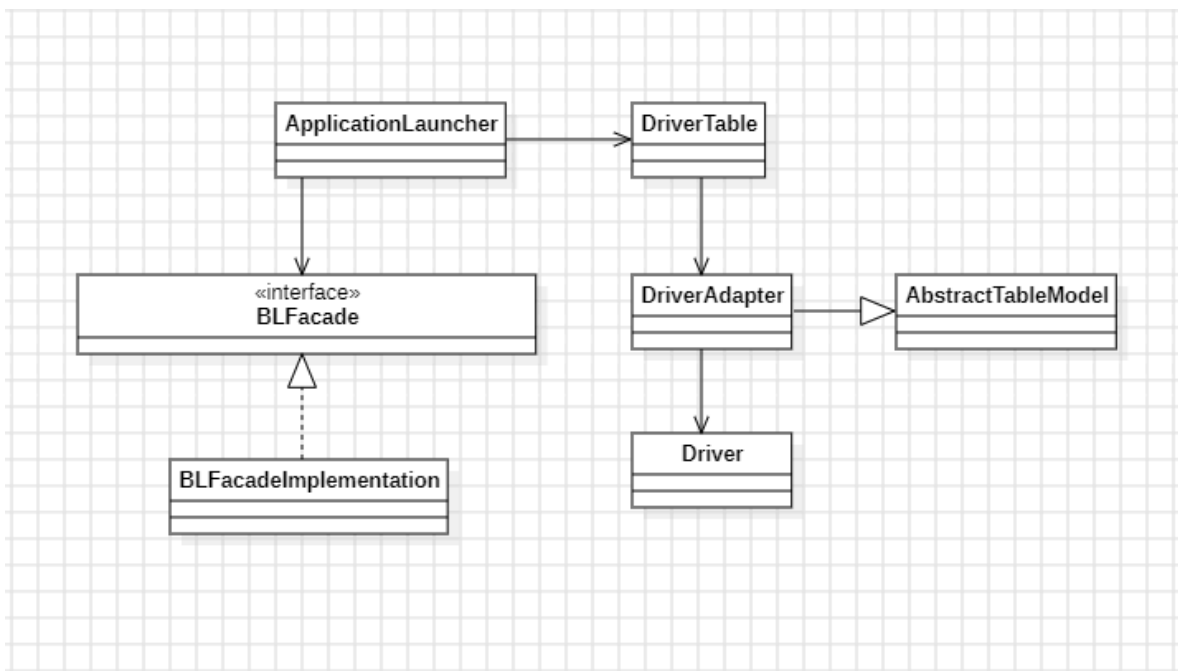 ApplicationLauncher
DriverTable
«interface»
BLFacade
DriverAdapter
AbstractTableModel
Driver
BLFacadeImplementation